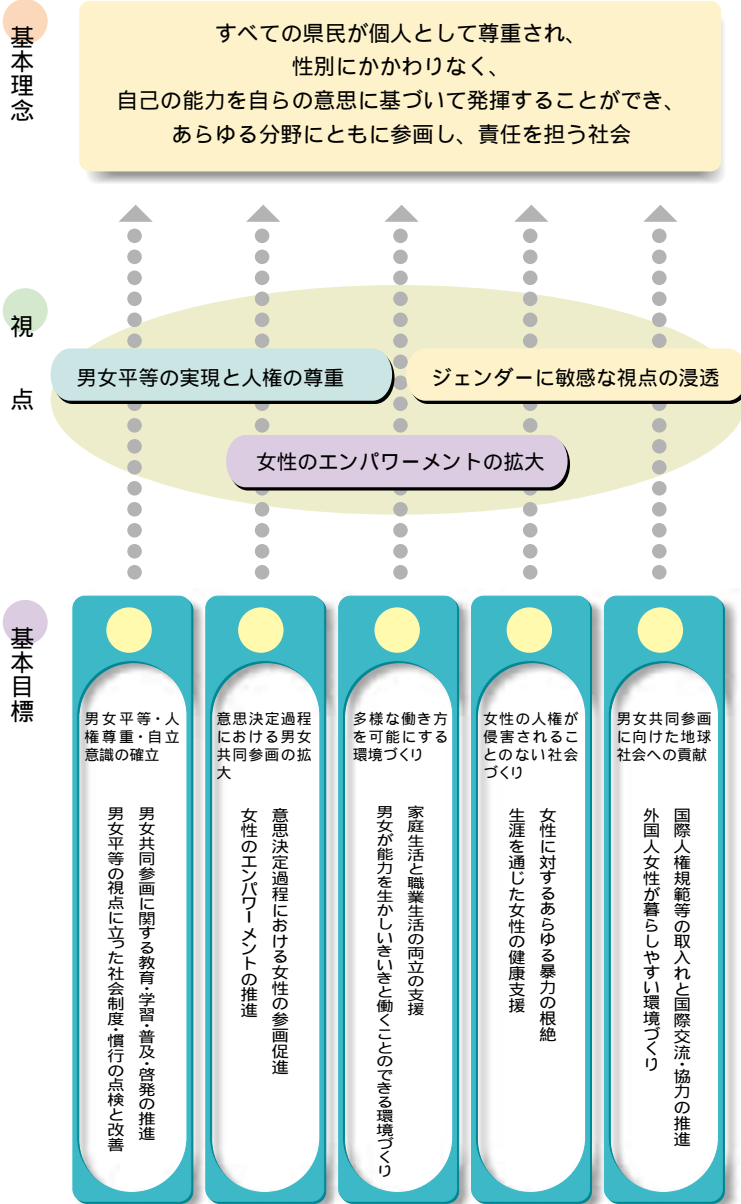 基本理念
すべての県民が個人として尊重され、
性別にかかわりなく、
自己の能力を自らの意思に基づいて発揮することができ、
あらゆる分野にともに参画し、責任を担う社会
視点
男女平等の実現と人権の尊重
ジェンダーに敏感な視点の浸透
女性のエンパワーメントの拡大
基本目標
男女平等・人
権尊重・自立
意識の確立
男女共同参画に関する教育・学習・普及・啓発の推進
男女平等の視点に立った社会制度・慣行の点検と改善
意思決定過程
における男女
共同参画の拡
大
意思決定過程における女性の参画促進
女性のエンパワーメントの推進
多様な働き方
を可能にする
環境づくり
家庭生活と職業生活の両立の支援
男女が能力を生かしいきいきと働くことのできる環境づくり
女性の人権が
侵害されるこ
とのない社会
づくり
女性に対するあらゆる暴力の根絶
生涯を通じた女性の健康支援
男女共同参画
に向けた地球
社会への貢献
国際人権規範等の取入れと国際交流・協力の推進
外国人女性が暮らしやすい環境づくり